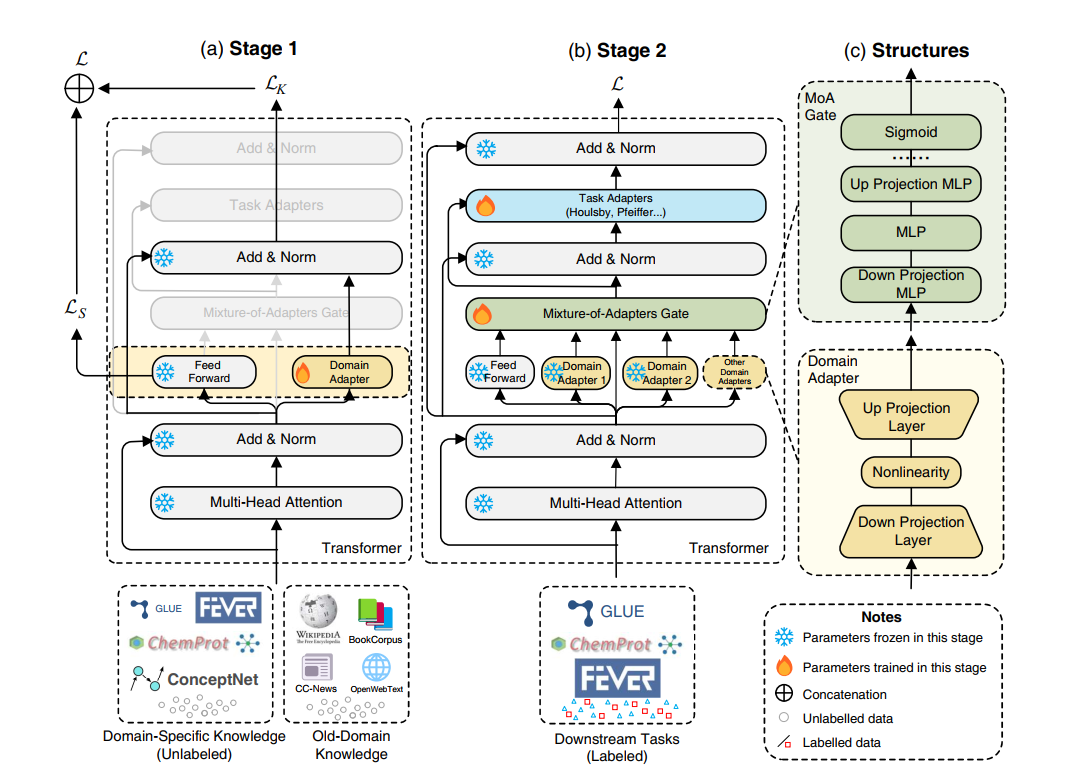 (a) Stage 1
ℒ
ℒK
Add & Norm
Task Adapters
Add & Norm
Mixture-of-Adapters Gate
ℒS
Feed
Forward
Domain
Adapter
Add & Norm
Multi-Head Attention
Transformer
GLUE
FEVER
ChemProt
ConceptNet
WIKIPEDIA
The Free Encyclopedia
BookCorpus
CC-News
OpenWebText
Domain-Specific Knowledge
(Unlabeled)
Old-Domain
Knowledge
(b) Stage 2
ℒ
Add & Norm
Task Adapters
(Houlsby, Pfeiffer...)
Add & Norm
Mixture-of-Adapters Gate
Feed
Forward
Domain
Adapter 1
Domain
Adapter 2
Other
Domain
Adapters
Add & Norm
Multi-Head Attention
Transformer
GLUE
ChemProt
FEVER
Downstream Tasks
(Labeled)
(c) Structures
MoA
Gate
Sigmoid
......
Up Projection MLP
MLP
Down Projection
MLP
Domain
Adapter
Up Projection
Layer
Nonlinearity
Down Projection
Layer
Notes
Parameters frozen in this stage
Parameters trained in this stage
Concatenation
Unlabelled data
Labelled data